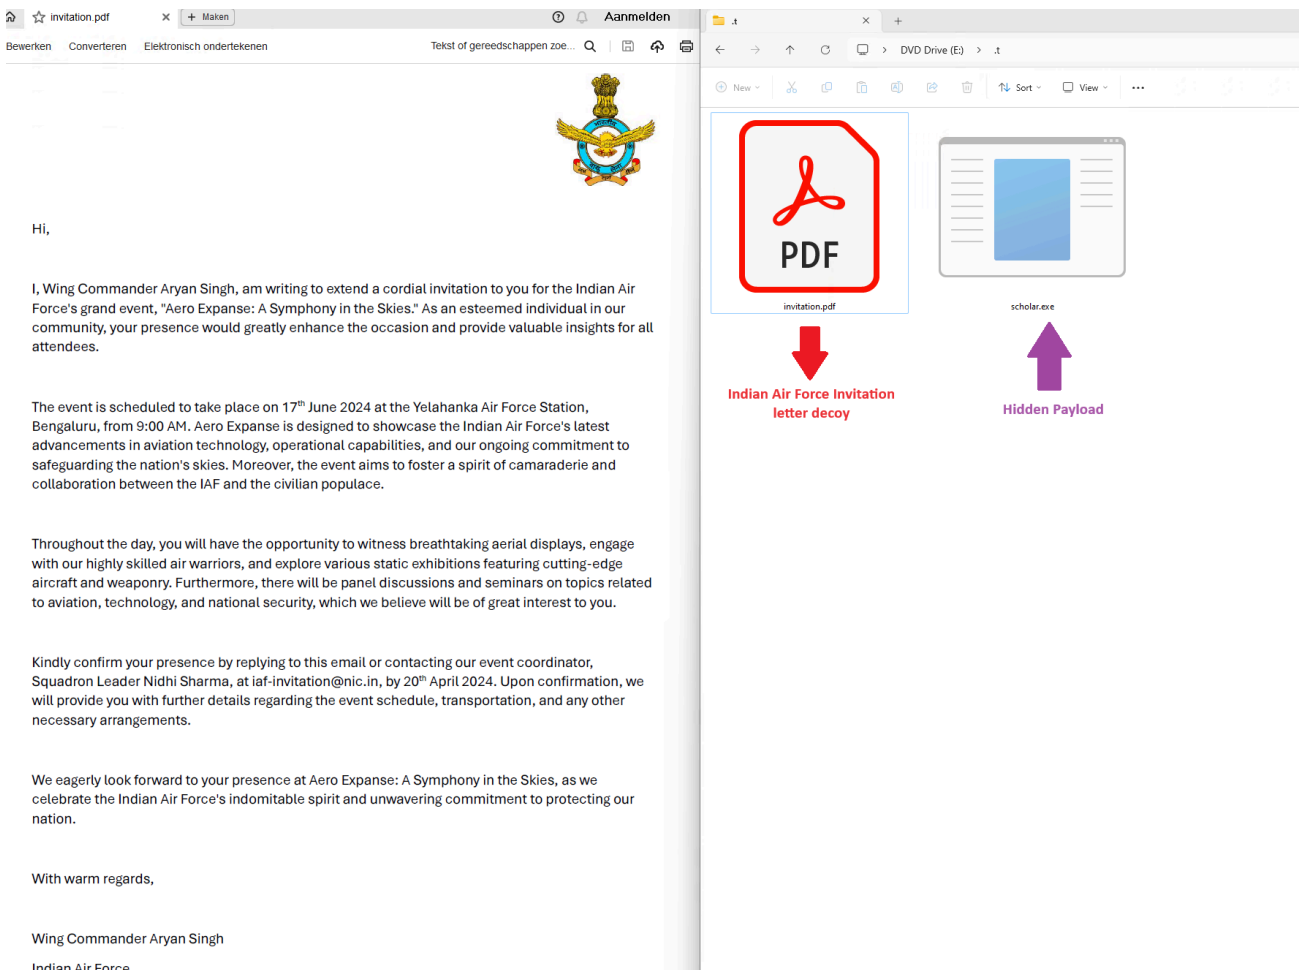 invitation.pdf
+ Maken
Aanmelden
Bewerken Converteren Elektronisch ondertekenen
Tekst of gereedschappen zoe...
Hi,
I, Wing Commander Aryan Singh, am writing to extend a cordial invitation to you for the Indian Air
Force's grand event, "Aero Expanse: A Symphony in the Skies." As an esteemed individual in our
community, your presence would greatly enhance the occasion and provide valuable insights for all
attendees.
The event is scheduled to take place on 17th June 2024 at the Yelahanka Air Force Station,
Bengaluru, from 9:00 AM. Aero Expanse is designed to showcase the Indian Air Force's latest
advancements in aviation technology, operational capabilities, and our ongoing commitment to
safeguarding the nation's skies. Moreover, the event aims to foster a spirit of camaraderie and
collaboration between the IAF and the civilian populace.
Throughout the day, you will have the opportunity to witness breathtaking aerial displays, engage
with our highly skilled air warriors, and explore various static exhibitions featuring cutting-edge
aircraft and weaponry. Furthermore, there will be panel discussions and seminars on topics related
to aviation, technology, and national security, which we believe will be of great interest to you.
Kindly confirm your presence by replying to this email or contacting our event coordinator,
Squadron Leader Nidhi Sharma, at iaf-invitation@nic.in, by 20th April 2024. Upon confirmation, we
will provide you with further details regarding the event schedule, transportation, and any other
necessary arrangements.
We eagerly look forward to your presence at Aero Expanse: A Symphony in the Skies, as we
celebrate the Indian Air Force's indomitable spirit and unwavering commitment to protecting our
nation.
With warm regards,
Wing Commander Aryan Singh
Indian Air Force
.t
DVD Drive (E:) > .t
New
Sort
View
PDF
invitation.pdf
scholar.exe
Indian Air Force Invitation
letter decoy
Hidden Payload